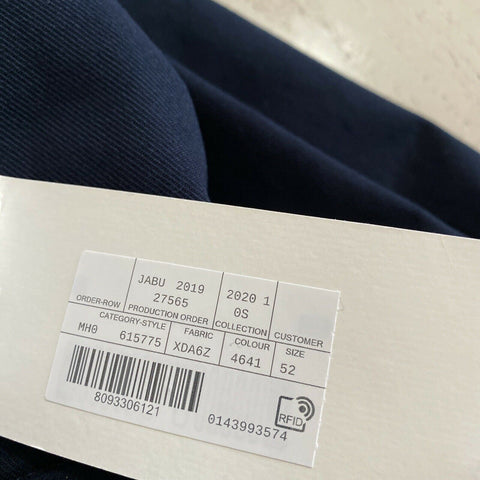 JABU 2019 2020 1
27565 0S
ORDER-ROW PRODUCTION ORDER COLLECTION CUSTOMER
CATEGORY-STYLE FABRIC COLOUR SIZE
MH0 615775 XDA6Z 4641 52
8093306121
0143993574
RFID